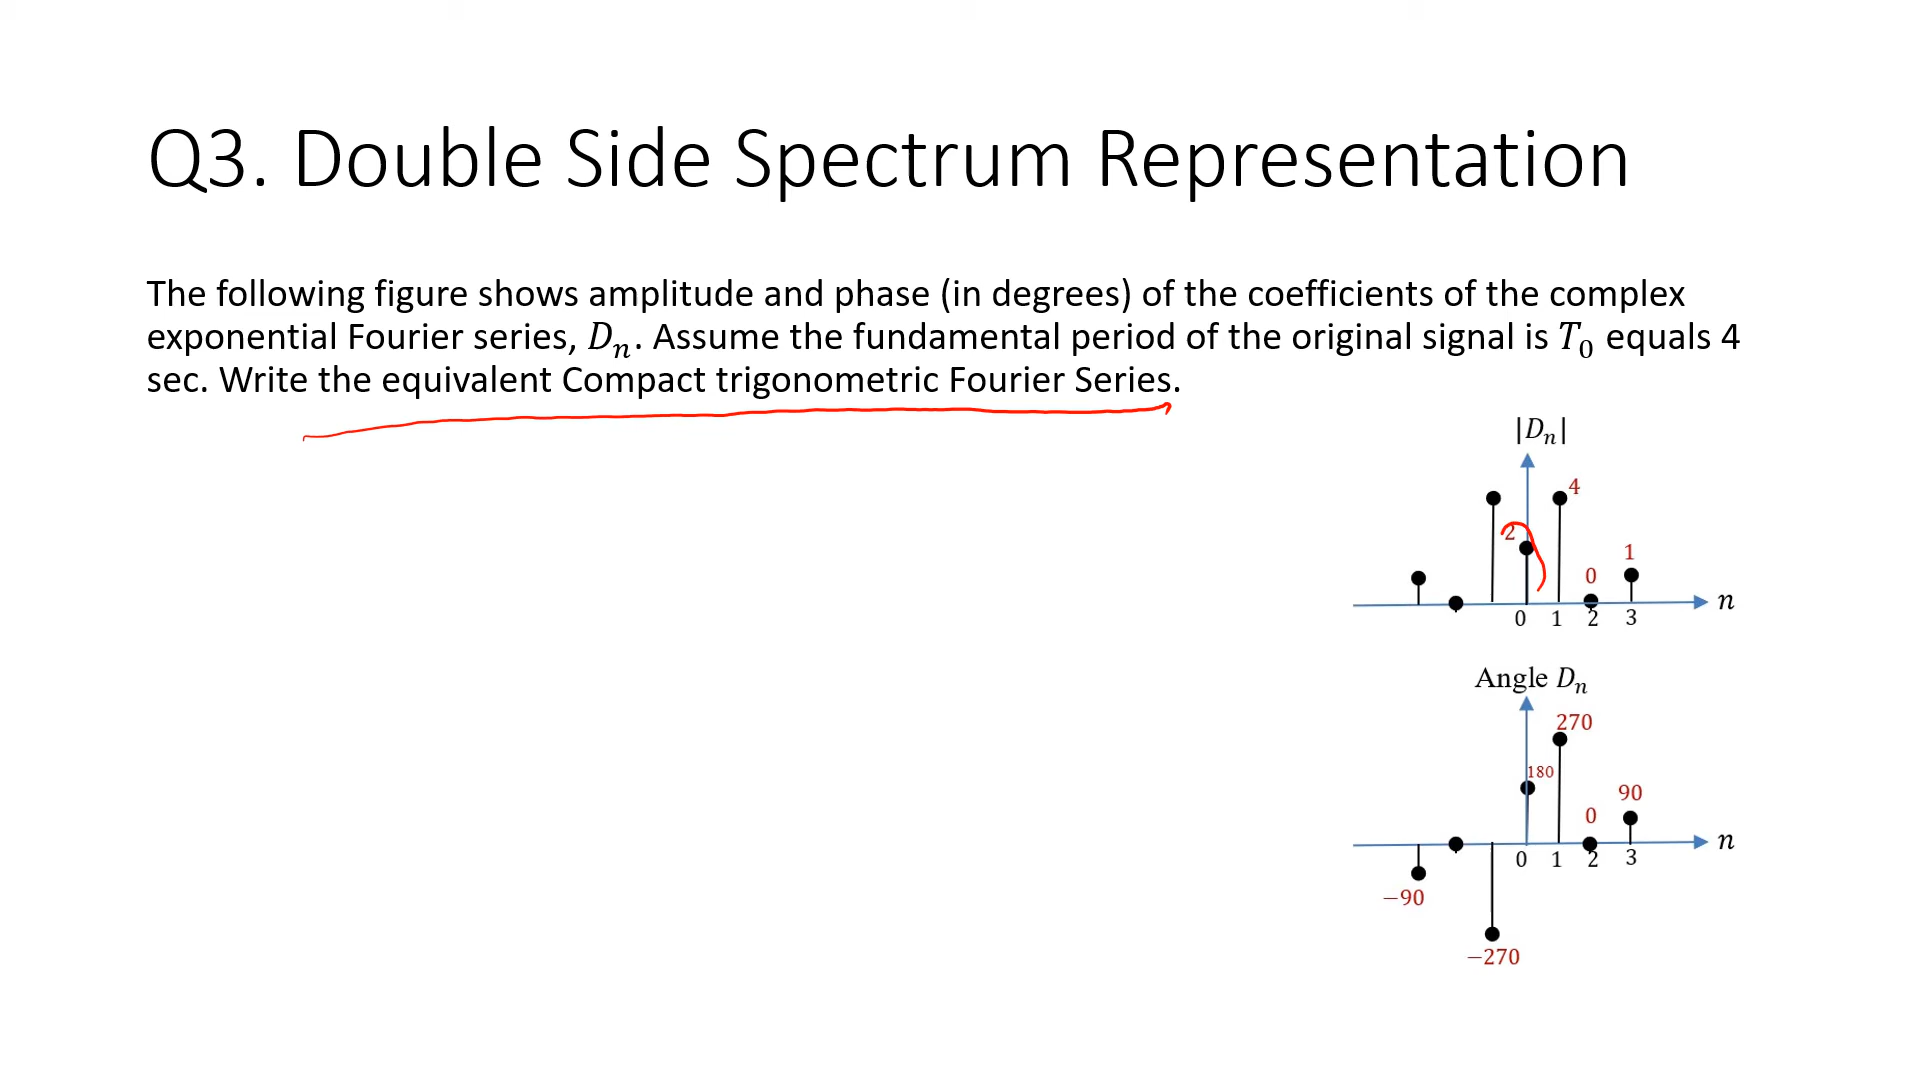 Q3. Double Side Spectrum Representation
The following figure shows amplitude and phase (in degrees) of the coefficients of the complex
exponential Fourier series, Dₙ. Assume the fundamental period of the original signal is T₀ equals 4
sec. Write the equivalent Compact trigonometric Fourier Series.
|Dₙ|
4
2
1
0
n
0 1 2 3
Angle Dₙ
270
180
90
0
n
0 1 2 3
−90
−270